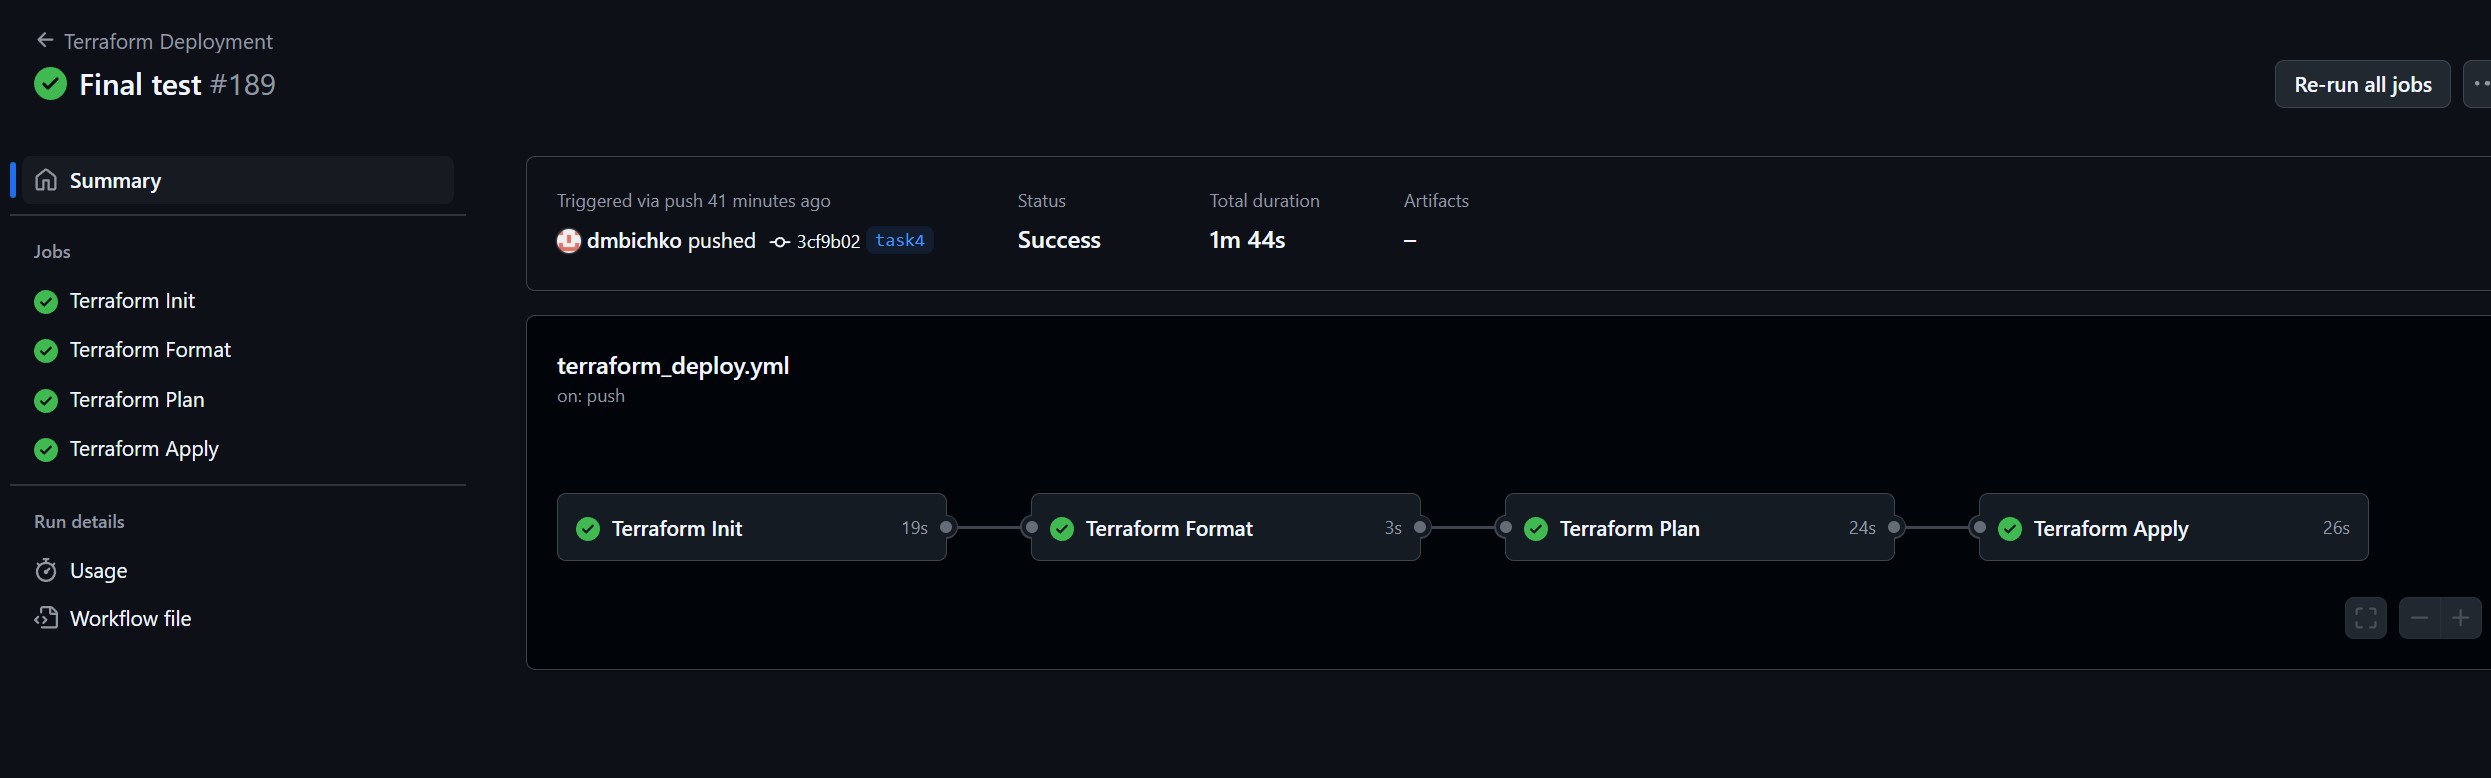 Terraform Deployment
Final test #189
Re-run all jobs
Summary
Jobs
Terraform Init
Terraform Format
Terraform Plan
Terraform Apply
Run details
Usage
Workflow file
Triggered via push 41 minutes ago
dmbichko pushed 3cf9b02 task4
Status
Success
Total duration
1m 44s
Artifacts
–
terraform_deploy.yml
on: push
Terraform Init 19s
Terraform Format 3s
Terraform Plan 24s
Terraform Apply 26s